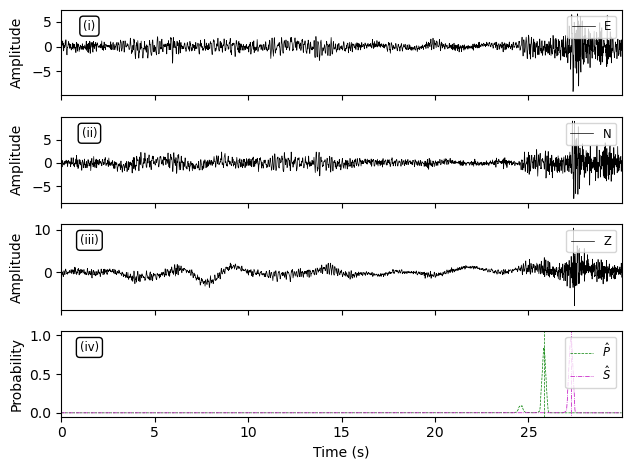 (i)
E
Amplitude
5
0
−5
(ii)
N
Amplitude
5
0
−5
(iii)
Z
Amplitude
10
0
(iv)
P̂
Ŝ
Probability
1.0
0.5
0.0
0 5 10 15 20 25
Time (s)